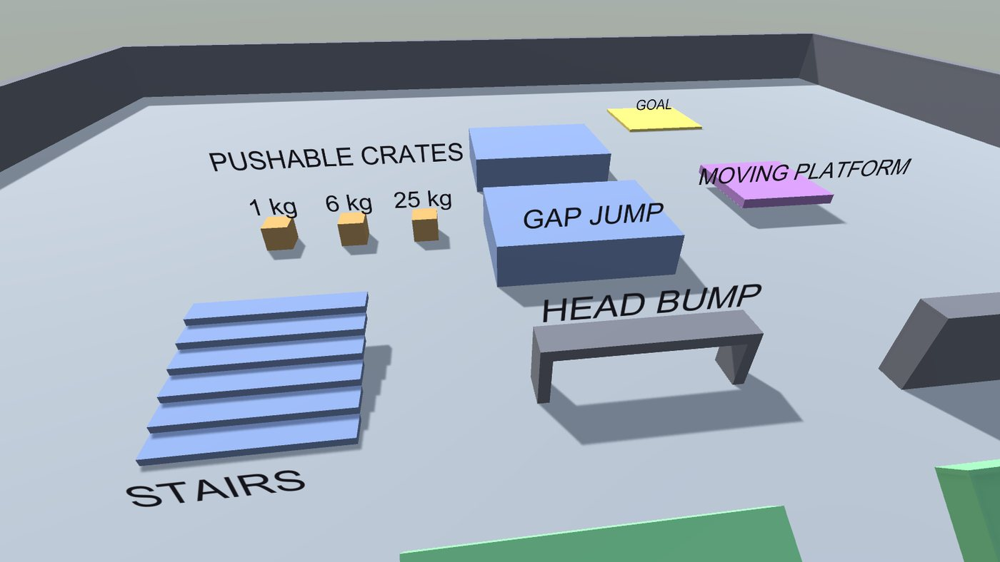 GOAL
PUSHABLE CRATES
MOVING PLATFORM
1 kg
6 kg
25 kg
GAP JUMP
HEAD BUMP
STAIRS